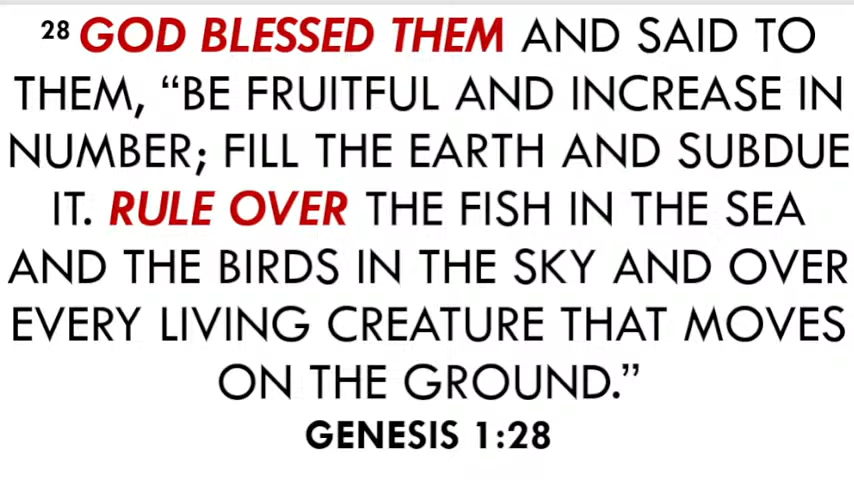 28 GOD BLESSED THEM AND SAID TO
THEM, “BE FRUITFUL AND INCREASE IN
NUMBER; FILL THE EARTH AND SUBDUE
IT. RULE OVER THE FISH IN THE SEA
AND THE BIRDS IN THE SKY AND OVER
EVERY LIVING CREATURE THAT MOVES
ON THE GROUND.”
GENESIS 1:28